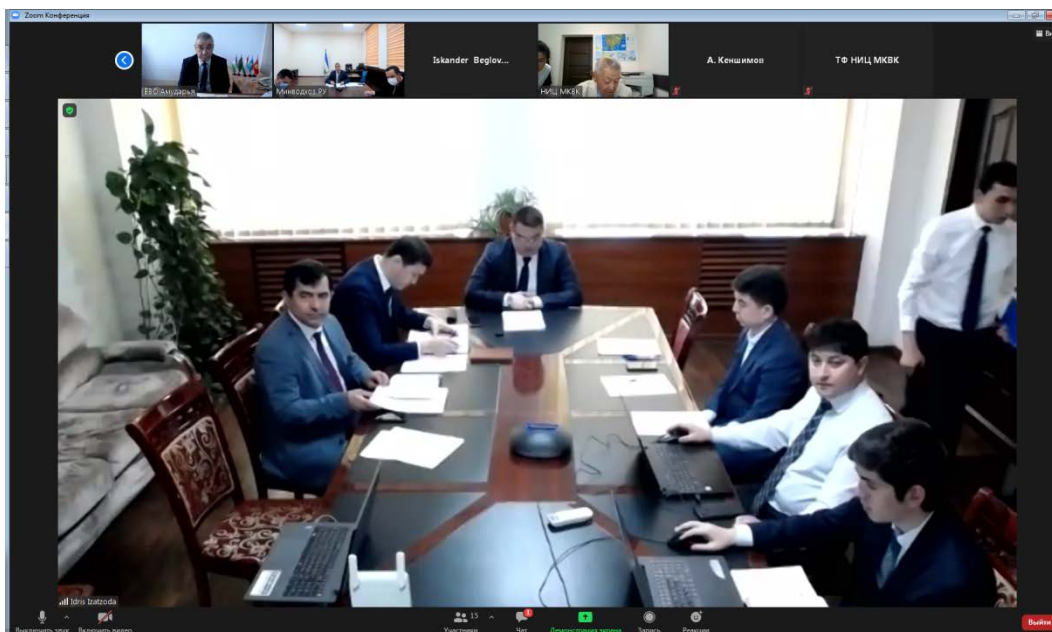 Zoom Конференция
БВО Амударья
Минводхоз РУ
Iskander Beglov...
НИЦ МКВК
А. Кеншимов
ТФ НИЦ МКВК
Idris Izatzoda
Выключить звук
Включить видео
Участники
15
Чат
1
Демонстрация экрана
Запись
Реакции
Выйти